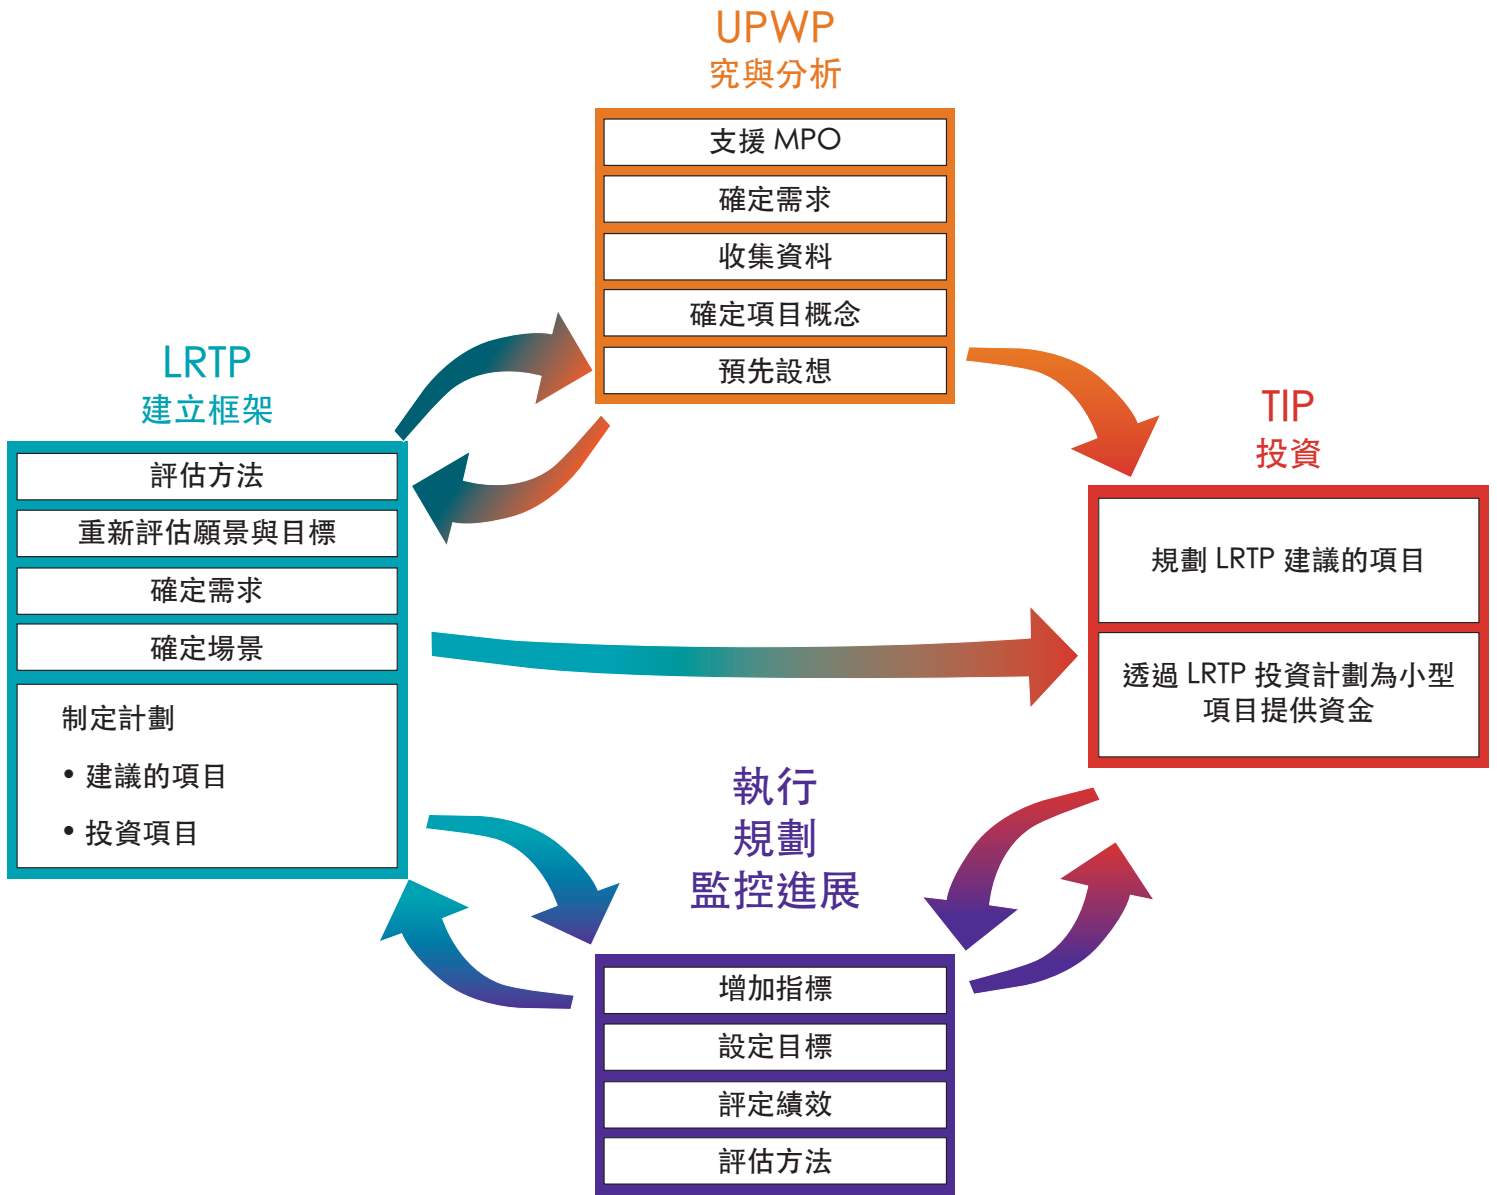 UPWP
究與分析
支援 MPO
確定需求
收集資料
確定項目概念
預先設想
LRTP
建立框架
評估方法
重新評估願景與目標
確定需求
確定場景
制定計劃
• 建議的項目
• 投資項目
TIP
投資
規劃 LRTP 建議的項目
透過 LRTP 投資計劃為小型
項目提供資金
執行
規劃
監控進展
增加指標
設定目標
評定績效
評估方法